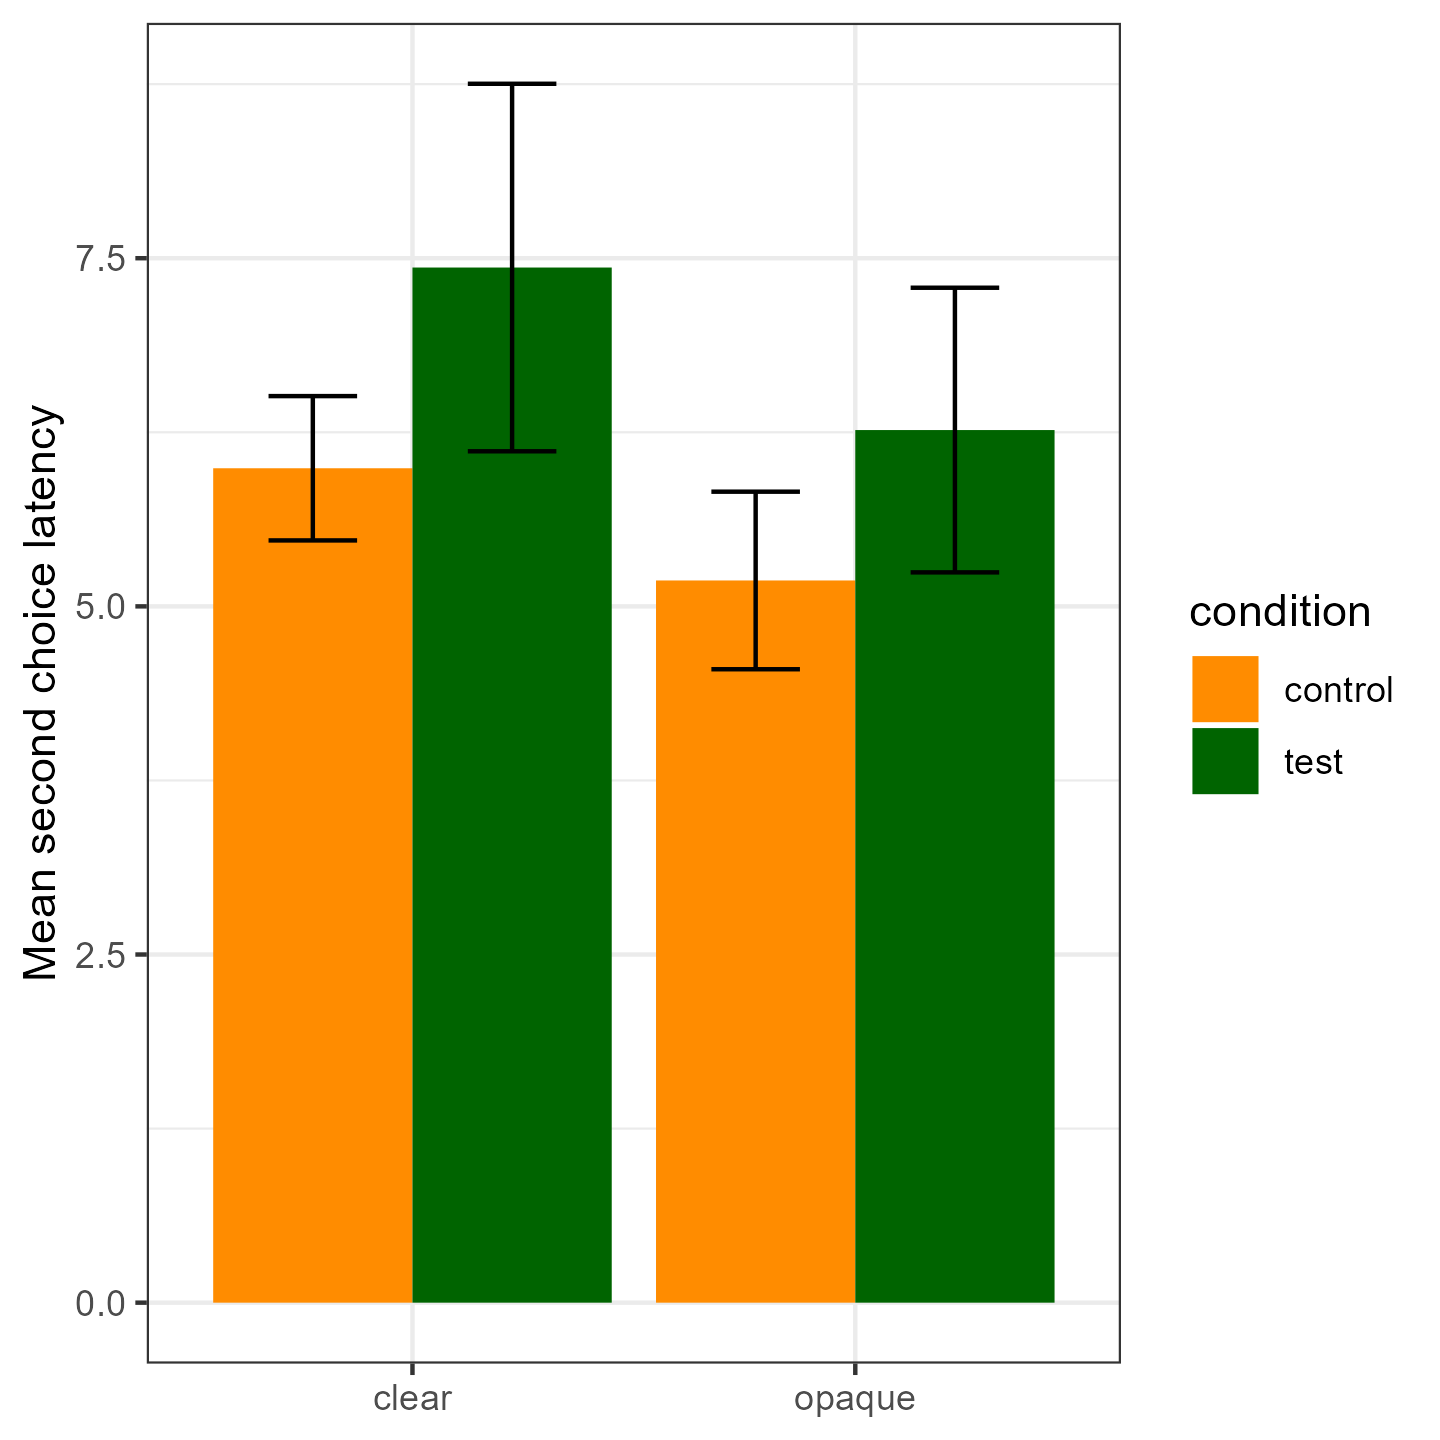 Mean second choice latency
7.5
5.0
2.5
0.0
clear
opaque
condition
control
test